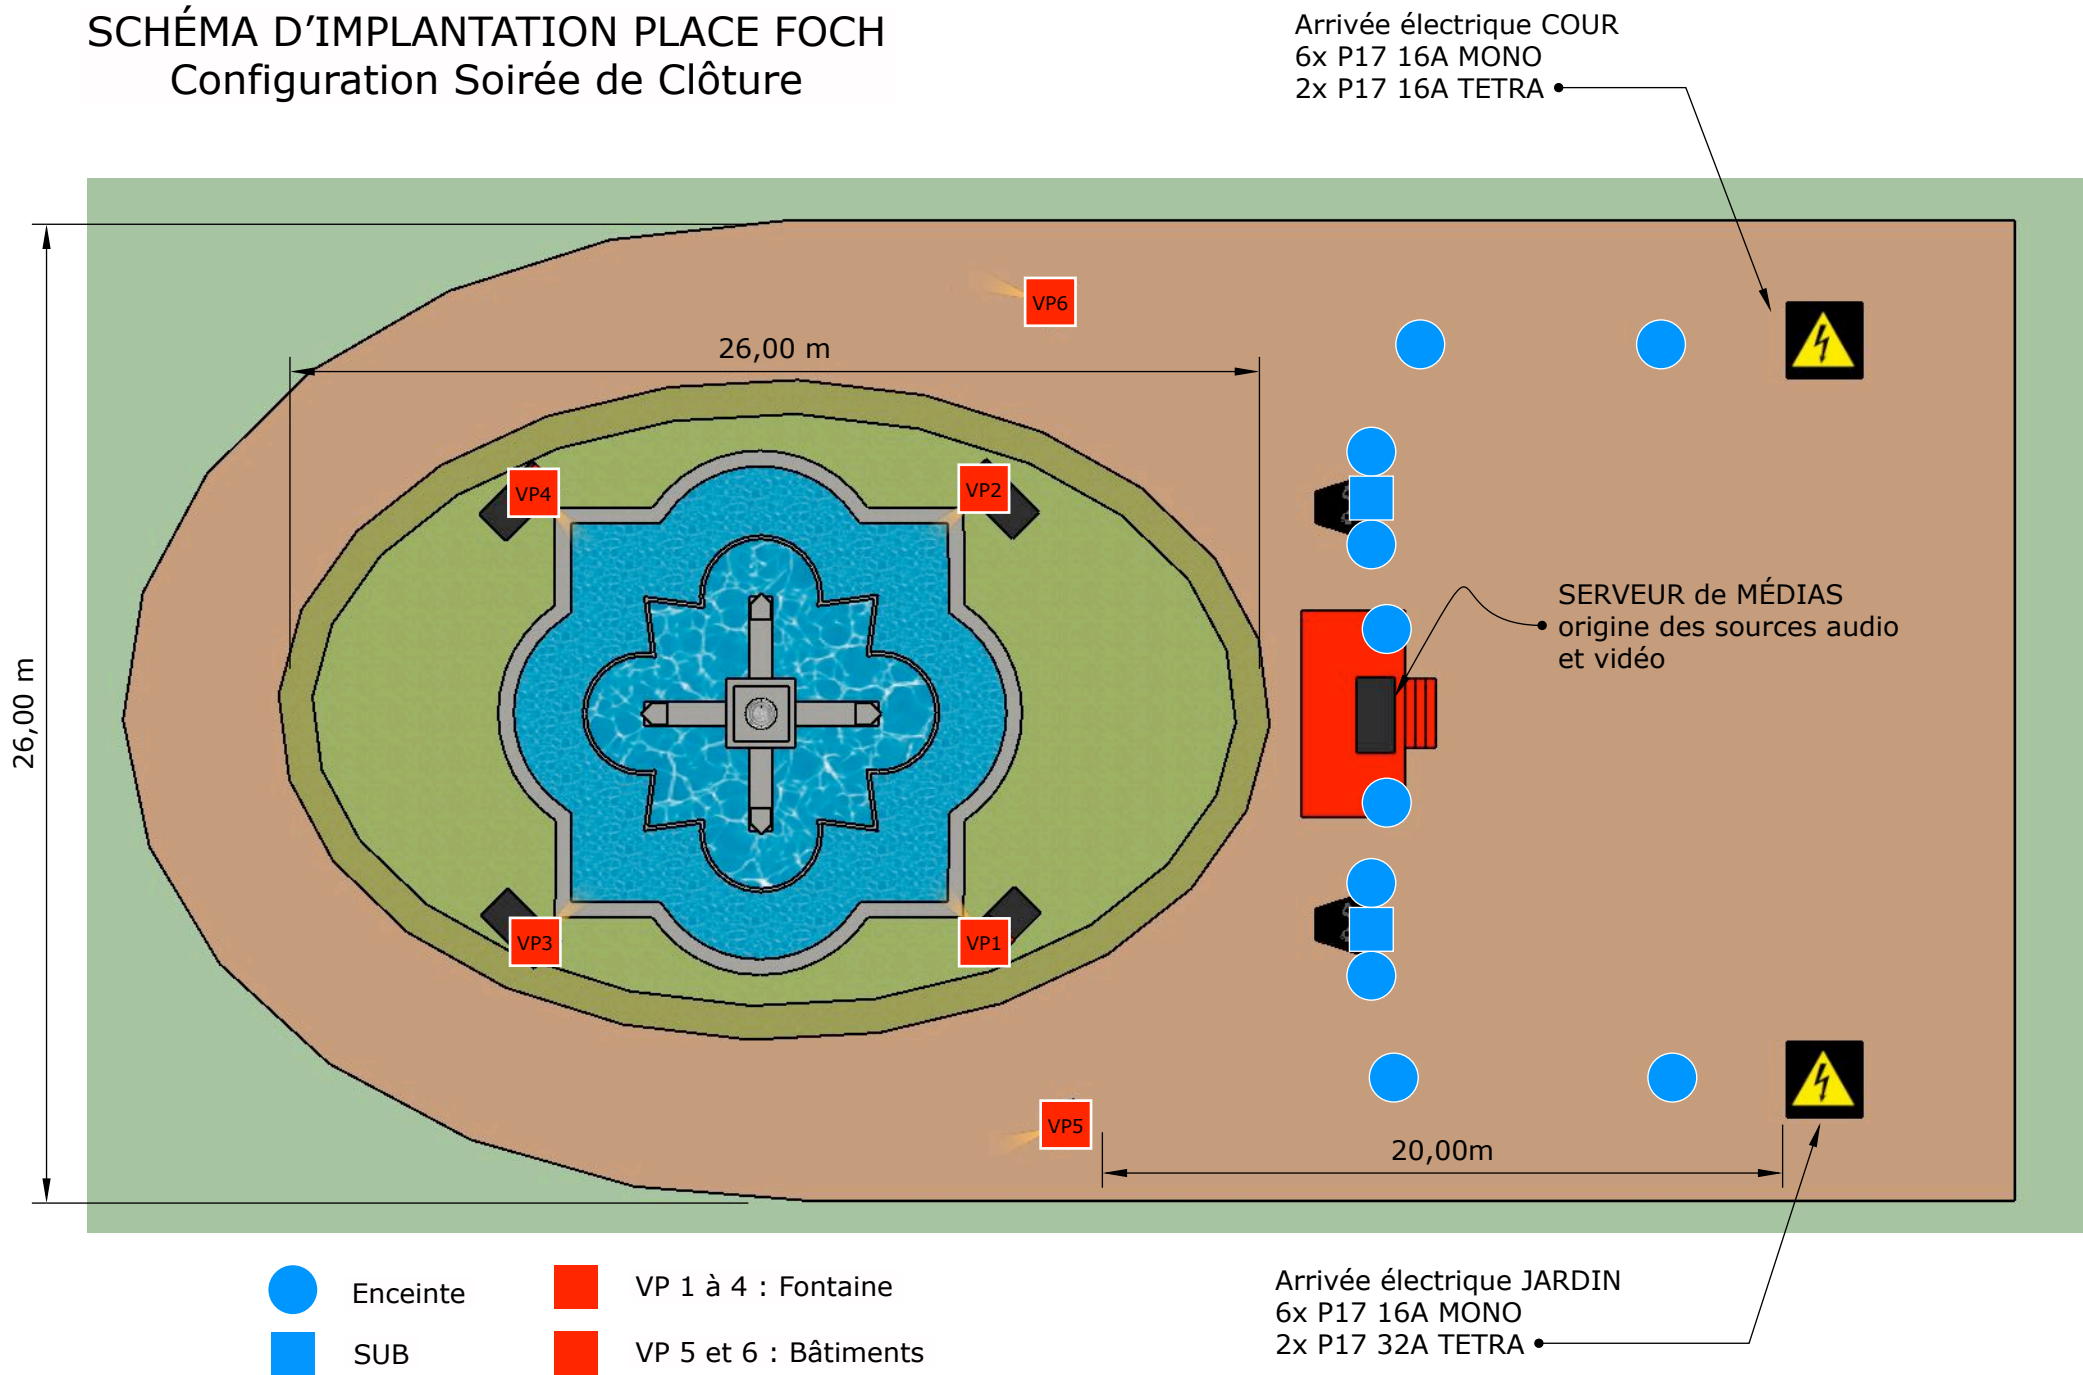 SCHÉMA D’IMPLANTATION PLACE FOCH
Configuration Soirée de Clôture
Arrivée électrique COUR
6x P17 16A MONO
2x P17 16A TETRA
VP6
26,00 m
VP4
VP2
SERVEUR de MÉDIAS
origine des sources audio
et vidéo
26,00 m
VP3
VP1
VP5
20,00m
Enceinte
VP 1 à 4 : Fontaine
SUB
VP 5 et 6 : Bâtiments
Arrivée électrique JARDIN
6x P17 16A MONO
2x P17 32A TETRA